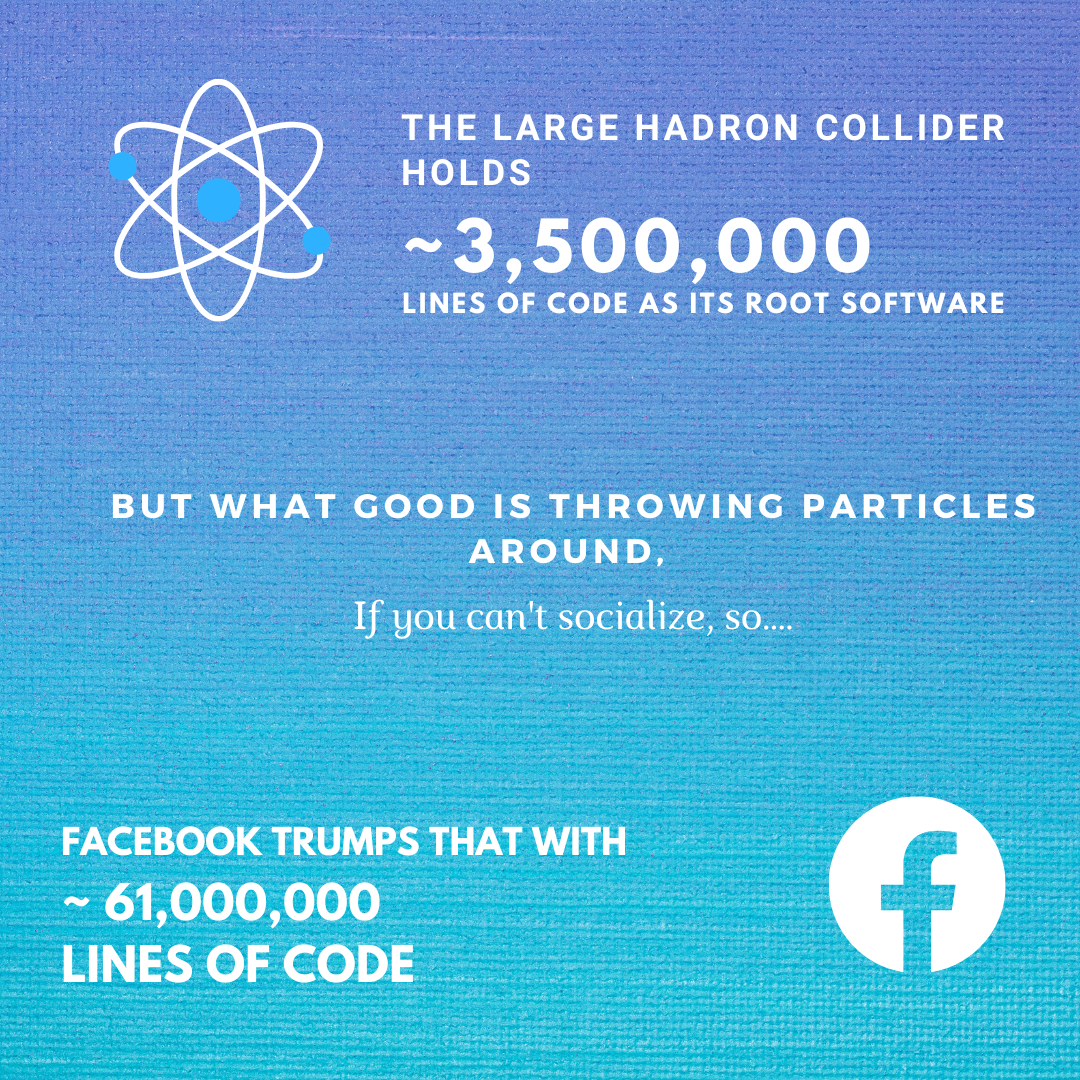 THE LARGE HADRON COLLIDER
HOLDS
~3,500,000
LINES OF CODE AS ITS ROOT SOFTWARE
BUT WHAT GOOD IS THROWING PARTICLES
AROUND,
If you can't socialize, so....
FACEBOOK TRUMPS THAT WITH
~ 61,000,000
LINES OF CODE